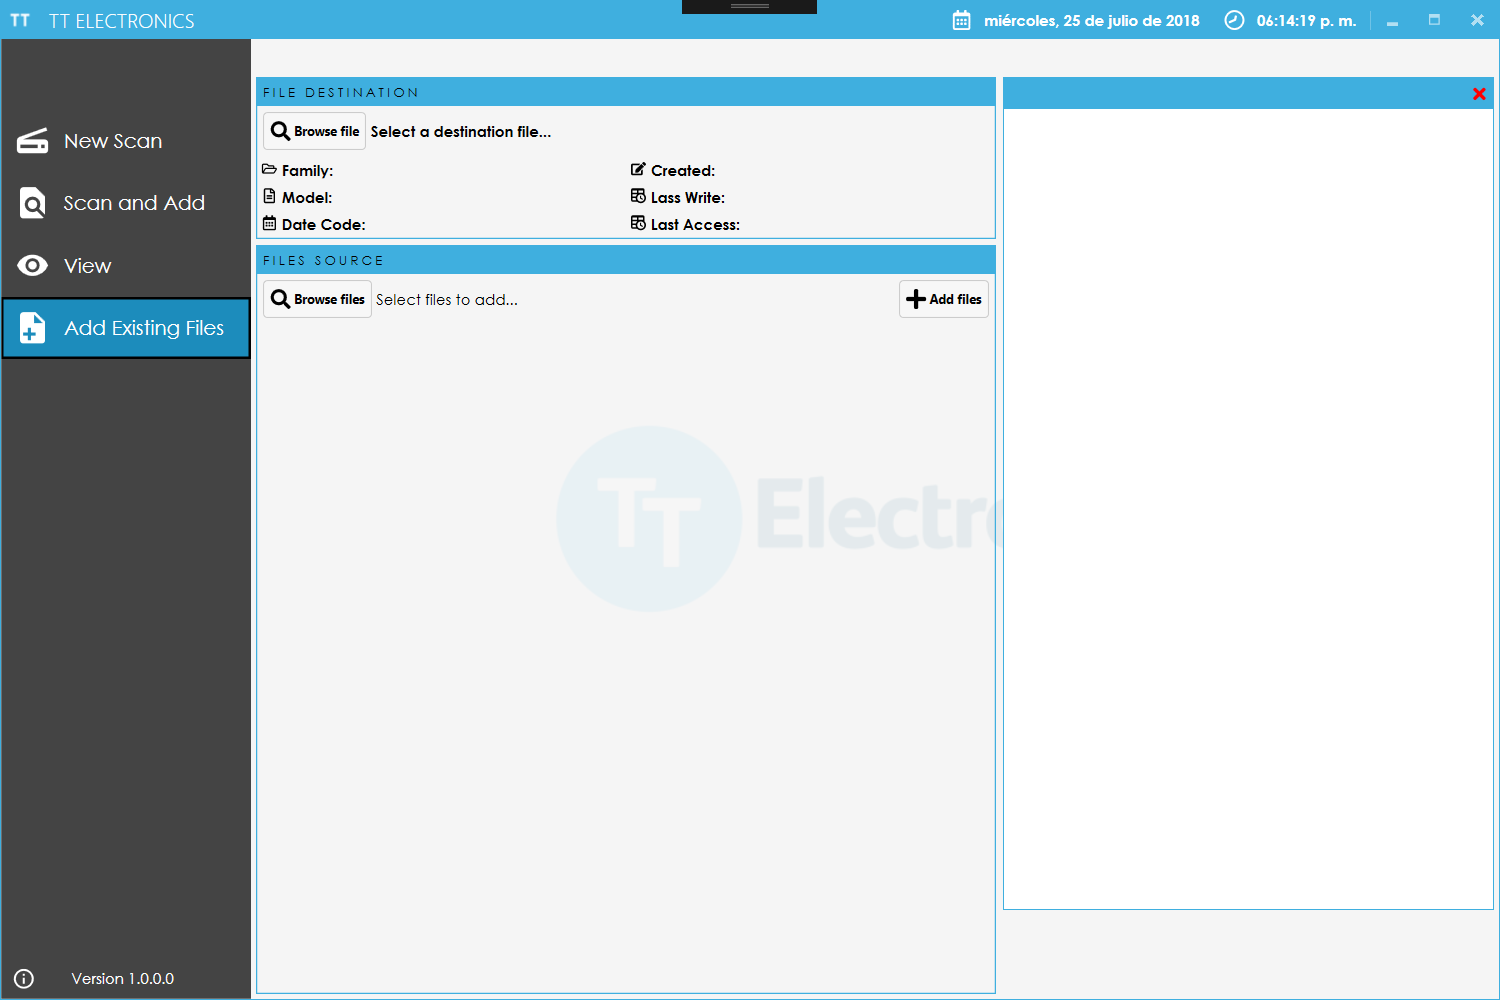 TT TT ELECTRONICS
miércoles, 25 de julio de 2018
06:14:19 p. m.
New Scan
Scan and Add
View
Add Existing Files
Version 1.0.0.0
FILE DESTINATION
Browse file Select a destination file...
Family:
Created:
Model:
Lass Write:
Date Code:
Last Access:
FILES SOURCE
Browse files Select files to add...
Add files
TT Electro